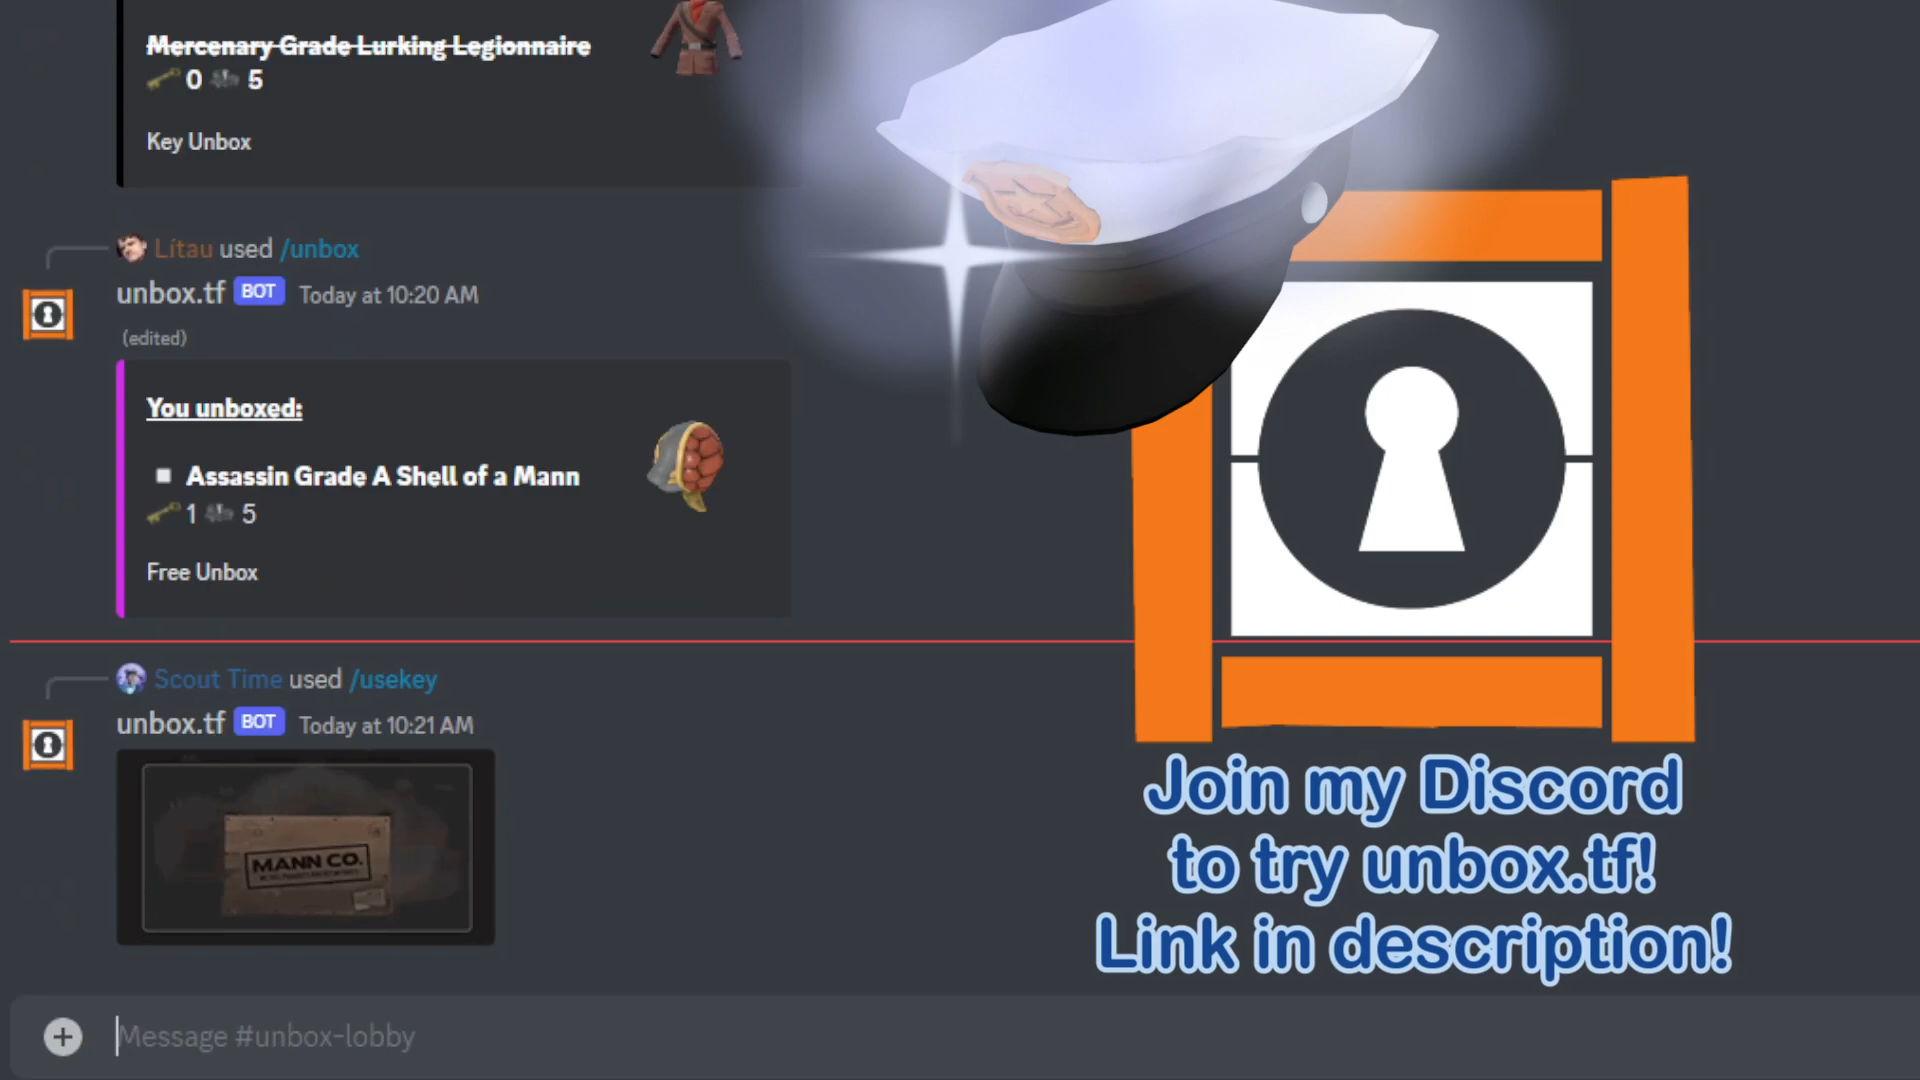 Mercenary Grade Lurking Legionnaire
0 5
Key Unbox
Lítau used /unbox
unbox.tf BOT Today at 10:20 AM
(edited)
You unboxed:
Assassin Grade A Shell of a Mann
1 5
Free Unbox
Scout Time used /usekey
unbox.tf BOT Today at 10:21 AM
MANN CO.
Join my Discord
to try unbox.tf!
Link in description!
Message #unbox-lobby